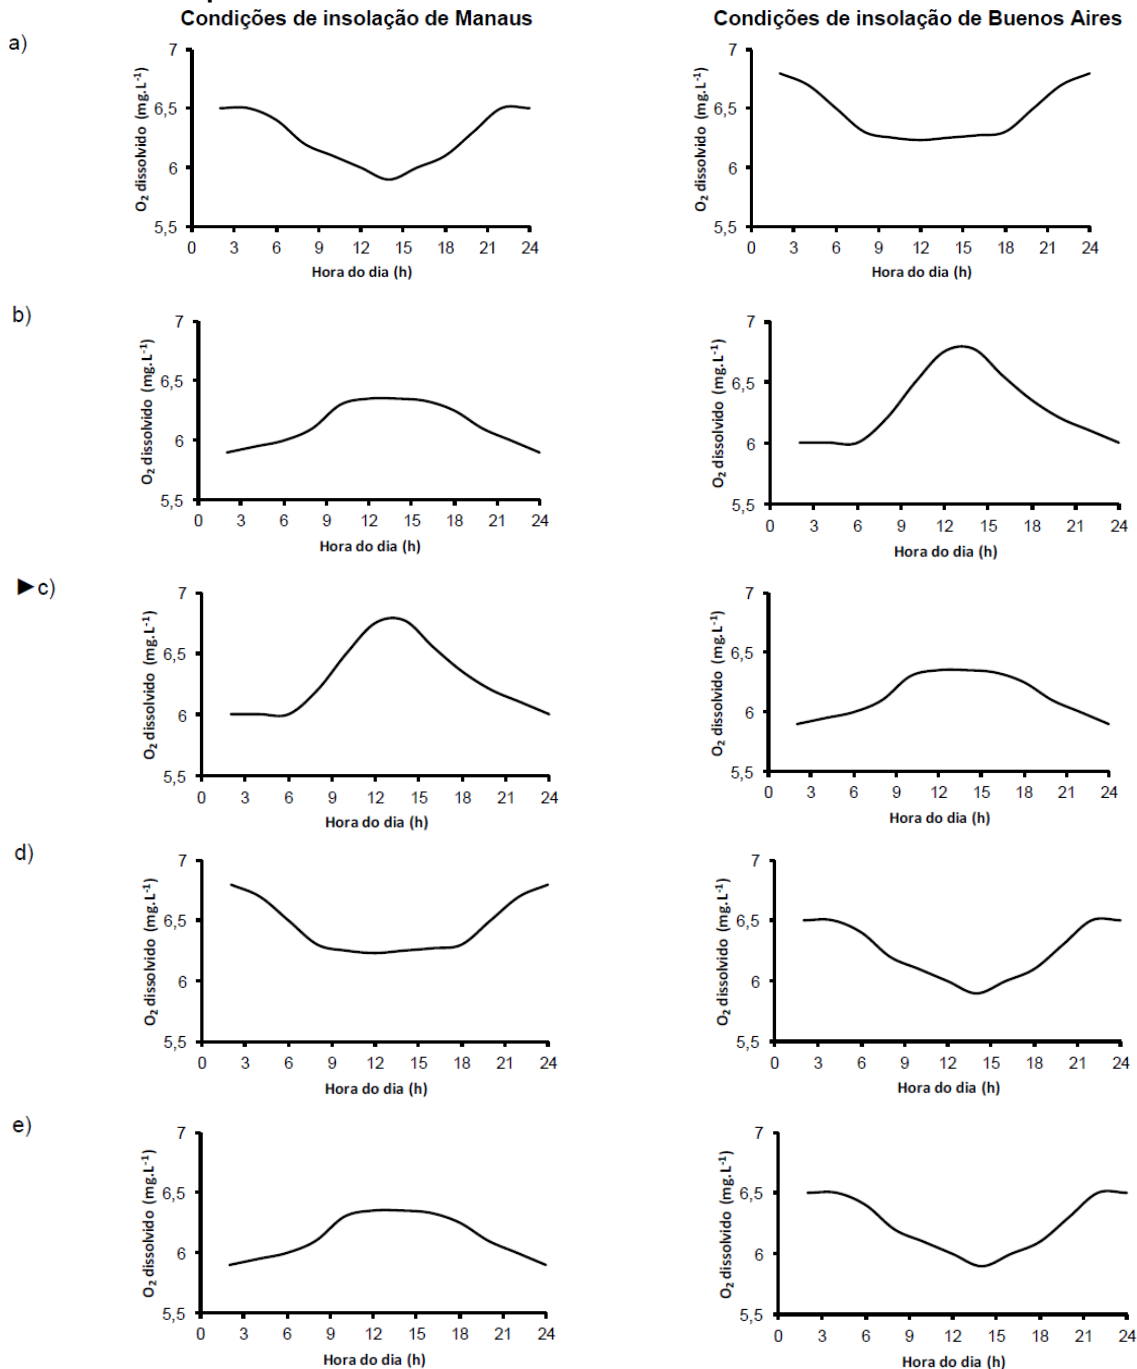 Condições de insolação de Manaus Condições de insolação de Buenos Aires
a)
O₂ dissolvido (mg.L⁻¹)
7
6,5
6
5,5
0 3 6 9 12 15 18 21 24
Hora do dia (h)
O₂ dissolvido (mg.L⁻¹)
7
6,5
6
5,5
0 3 6 9 12 15 18 21 24
Hora do dia (h)
b)
O₂ dissolvido (mg.L⁻¹)
7
6,5
6
5,5
0 3 6 9 12 15 18 21 24
Hora do dia (h)
O₂ dissolvido (mg.L⁻¹)
7
6,5
6
5,5
0 3 6 9 12 15 18 21 24
Hora do dia (h)
►c)
O₂ dissolvido (mg.L⁻¹)
7
6,5
6
5,5
0 3 6 9 12 15 18 21 24
Hora do dia (h)
O₂ dissolvido (mg.L⁻¹)
7
6,5
6
5,5
0 3 6 9 12 15 18 21 24
Hora do dia (h)
d)
O₂ dissolvido (mg.L⁻¹)
7
6,5
6
5,5
0 3 6 9 12 15 18 21 24
Hora do dia (h)
O₂ dissolvido (mg.L⁻¹)
7
6,5
6
5,5
0 3 6 9 12 15 18 21 24
Hora do dia (h)
e)
O₂ dissolvido (mg.L⁻¹)
7
6,5
6
5,5
0 3 6 9 12 15 18 21 24
Hora do dia (h)
O₂ dissolvido (mg.L⁻¹)
7
6,5
6
5,5
0 3 6 9 12 15 18 21 24
Hora do dia (h)